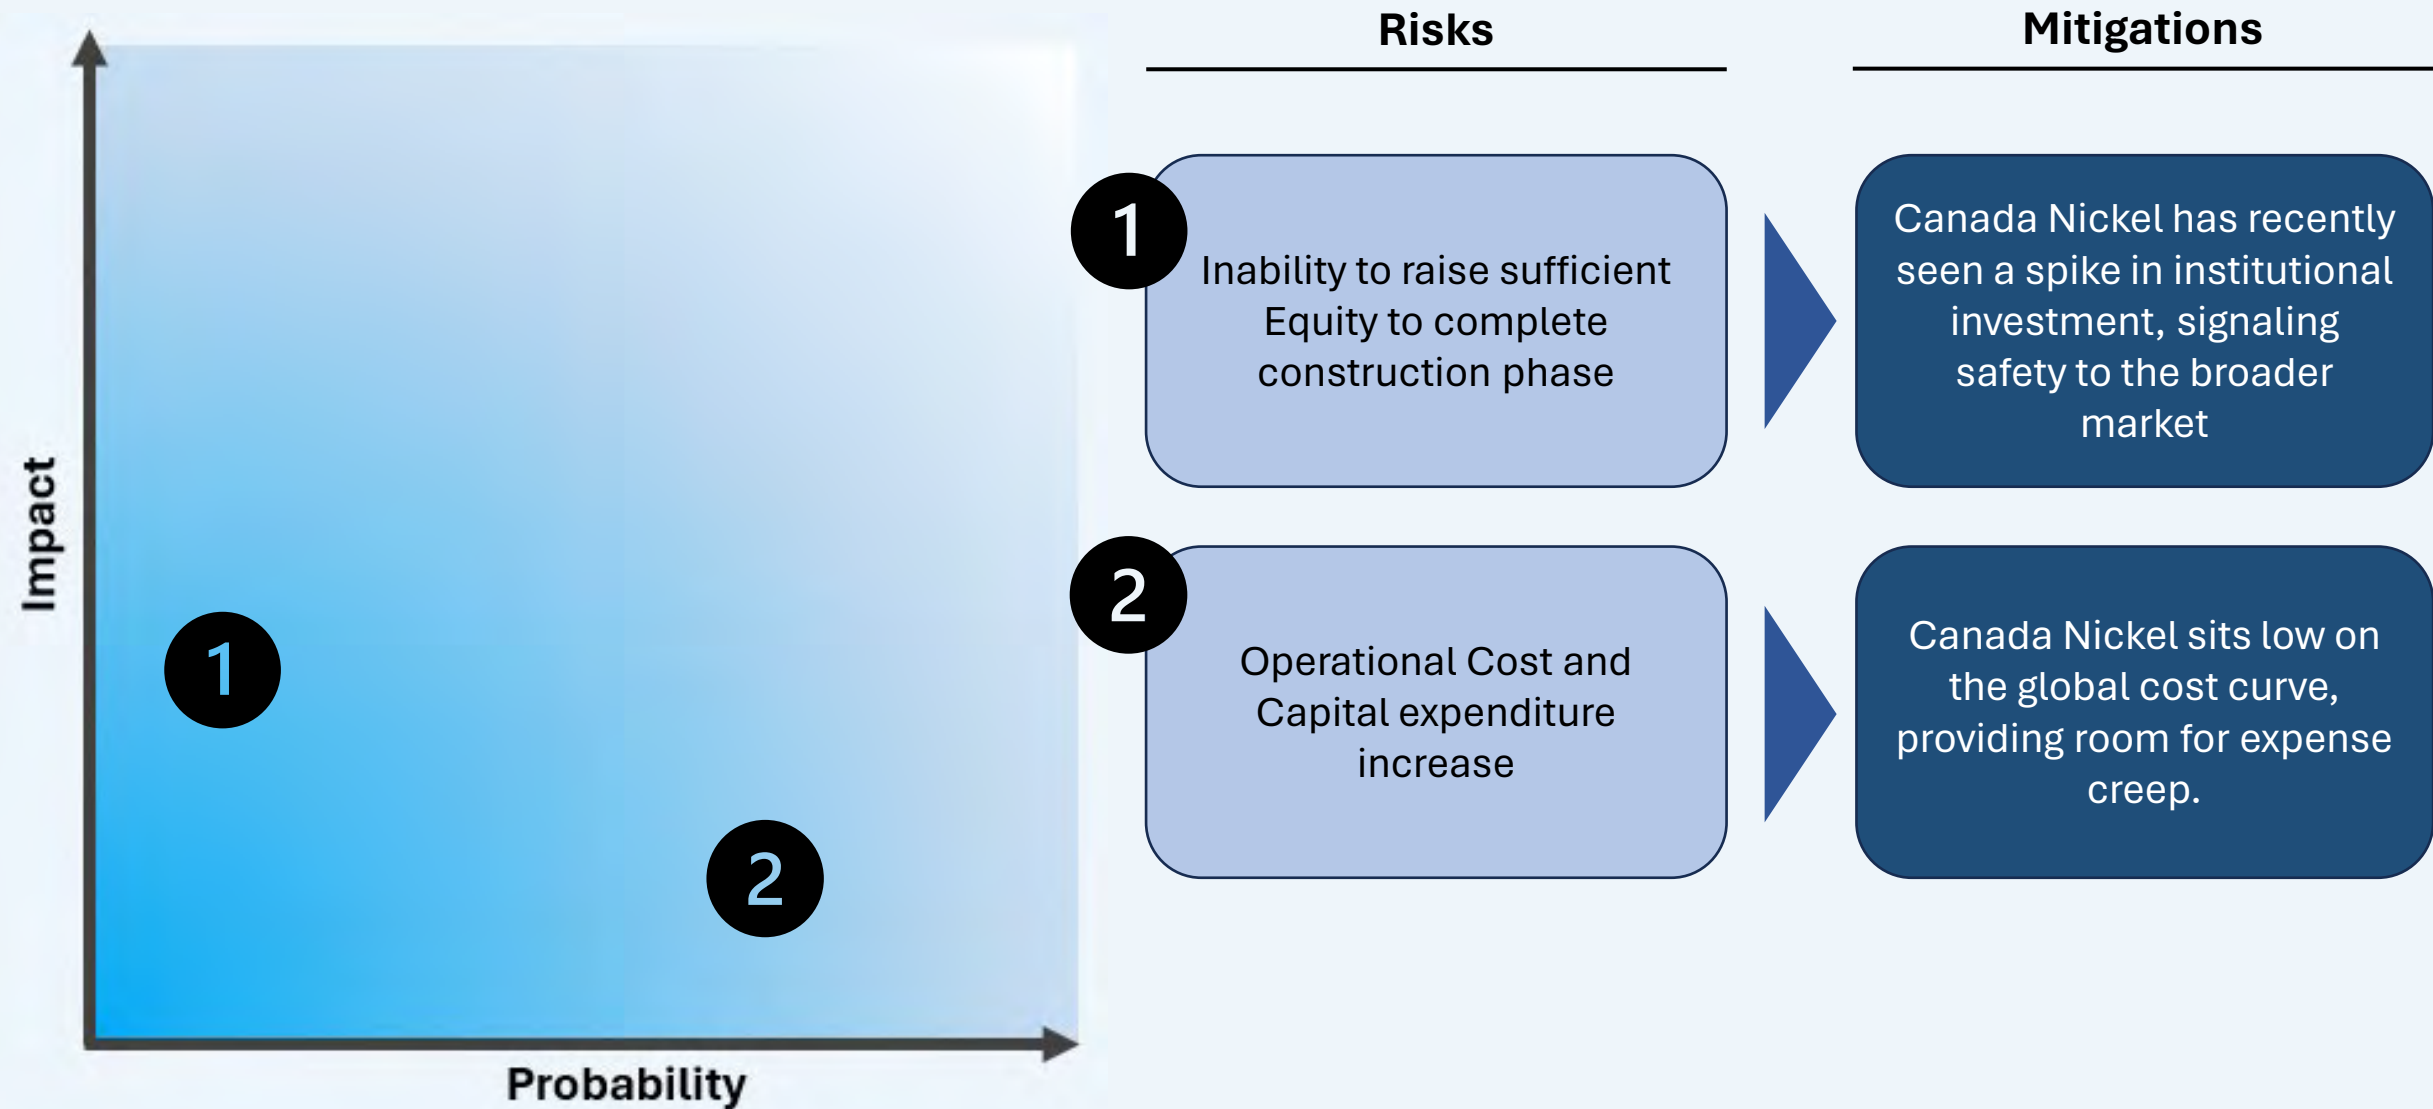 Impact
1
2
Probability
Risks
1
Inability to raise sufficient
Equity to complete
construction phase
2
Operational Cost and
Capital expenditure
increase
Mitigations
Canada Nickel has recently
seen a spike in institutional
investment, signaling
safety to the broader
market
Canada Nickel sits low on
the global cost curve,
providing room for expense
creep.